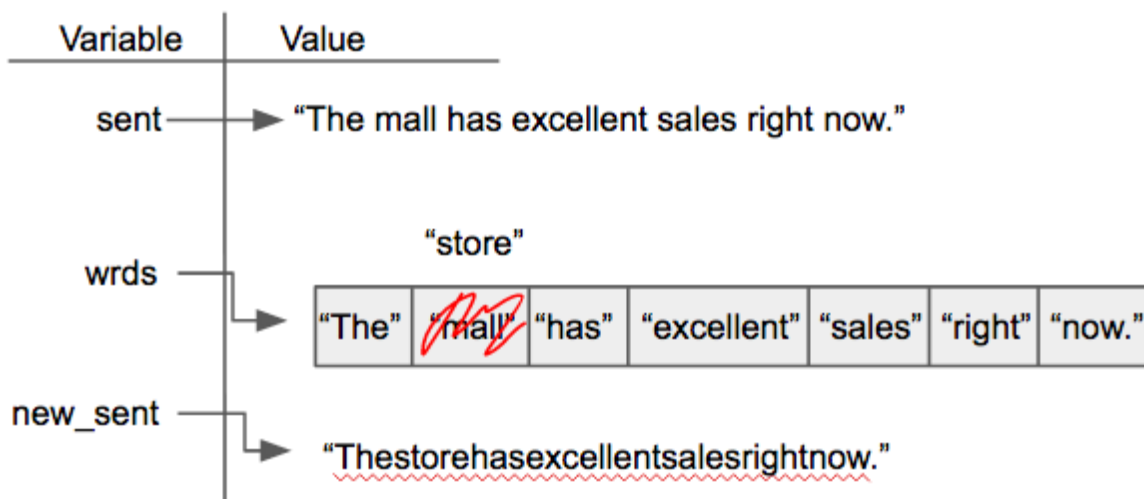 Variable Value
sent “The mall has excellent sales right now.”
“store”
wrds
“The” “mall” “has” “excellent” “sales” “right” “now.”
new_sent
“Thestorehasexcellentsalesrightnow.”